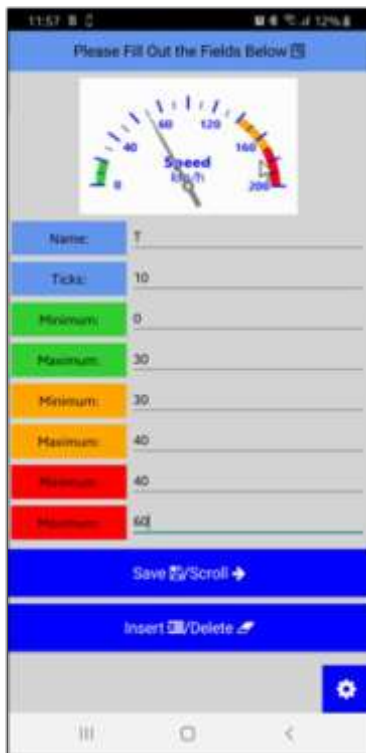 11:57 12%
Please Fill Out the Fields Below
60 120
40 160
Speed
km/h
0 200
Name: T
Ticks: 10
Minimum: 0
Maximum: 30
Minimum: 30
Maximum: 40
Minimum: 40
Maximum: 60
Save /Scroll →
Insert /Delete